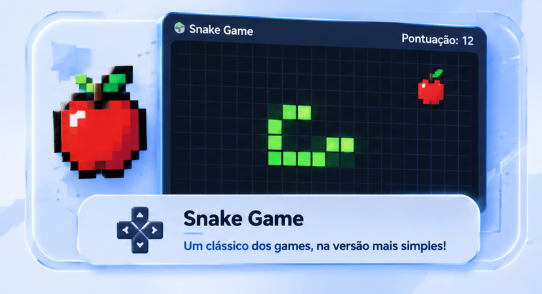 Snake Game
Pontuação: 12
Snake Game
Um clássico dos games, na versão mais simples!